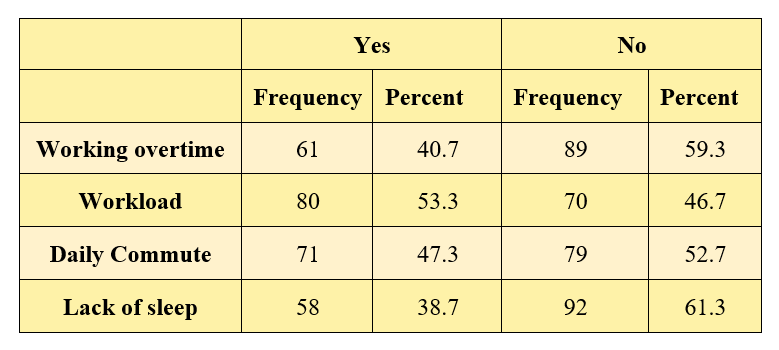 Yes No
Frequency Percent Frequency Percent
Working overtime 61 40.7 89 59.3
Workload 80 53.3 70 46.7
Daily Commute 71 47.3 79 52.7
Lack of sleep 58 38.7 92 61.3